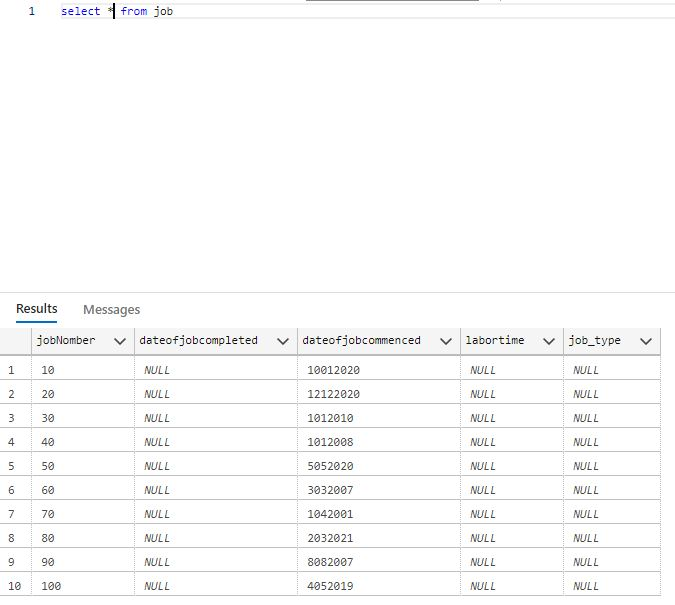 1 select * from job
Results Messages
jobNomber dateofjobcompleted dateofjobcommenced labortime job_type
1 10 NULL 10012020 NULL NULL
2 20 NULL 12122020 NULL NULL
3 30 NULL 1012010 NULL NULL
4 40 NULL 1012008 NULL NULL
5 50 NULL 5052020 NULL NULL
6 60 NULL 3032007 NULL NULL
7 70 NULL 1042001 NULL NULL
8 80 NULL 2032021 NULL NULL
9 90 NULL 8082007 NULL NULL
10 100 NULL 4052019 NULL NULL